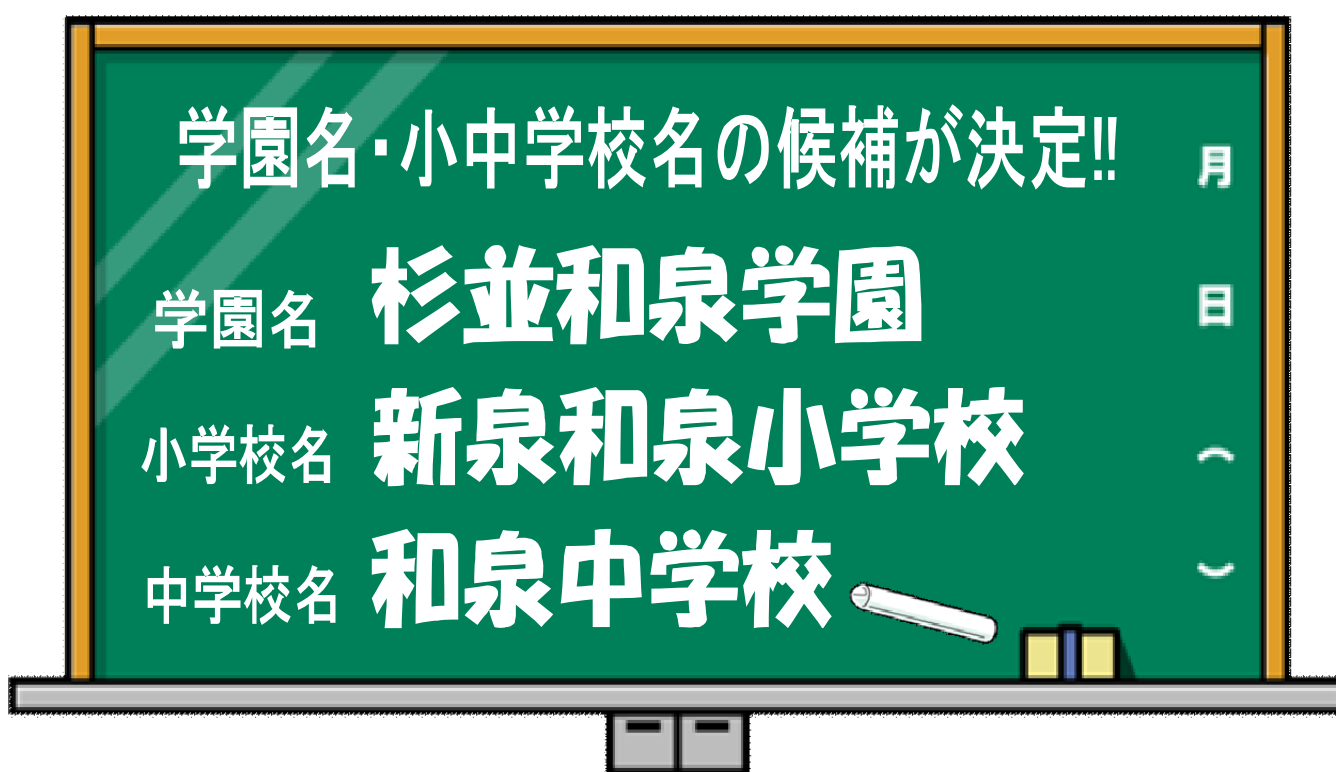 学園名・小中学校名の候補が決定!!
学園名 杉並和泉学園
小学校名 新泉和泉小学校
中学校名 和泉中学校
月
日
（
）